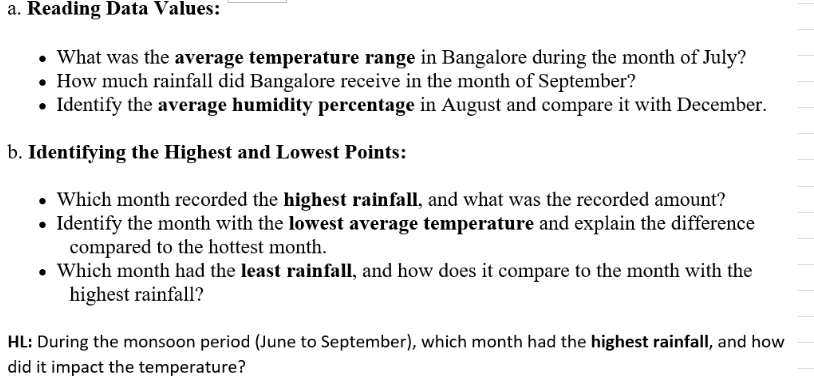 a. Reading Data Values:
• What was the average temperature range in Bangalore during the month of July?
• How much rainfall did Bangalore receive in the month of September?
• Identify the average humidity percentage in August and compare it with December.
b. Identifying the Highest and Lowest Points:
• Which month recorded the highest rainfall, and what was the recorded amount?
• Identify the month with the lowest average temperature and explain the difference
compared to the hottest month.
• Which month had the least rainfall, and how does it compare to the month with the
highest rainfall?
HL: During the monsoon period (June to September), which month had the highest rainfall, and how
did it impact the temperature?